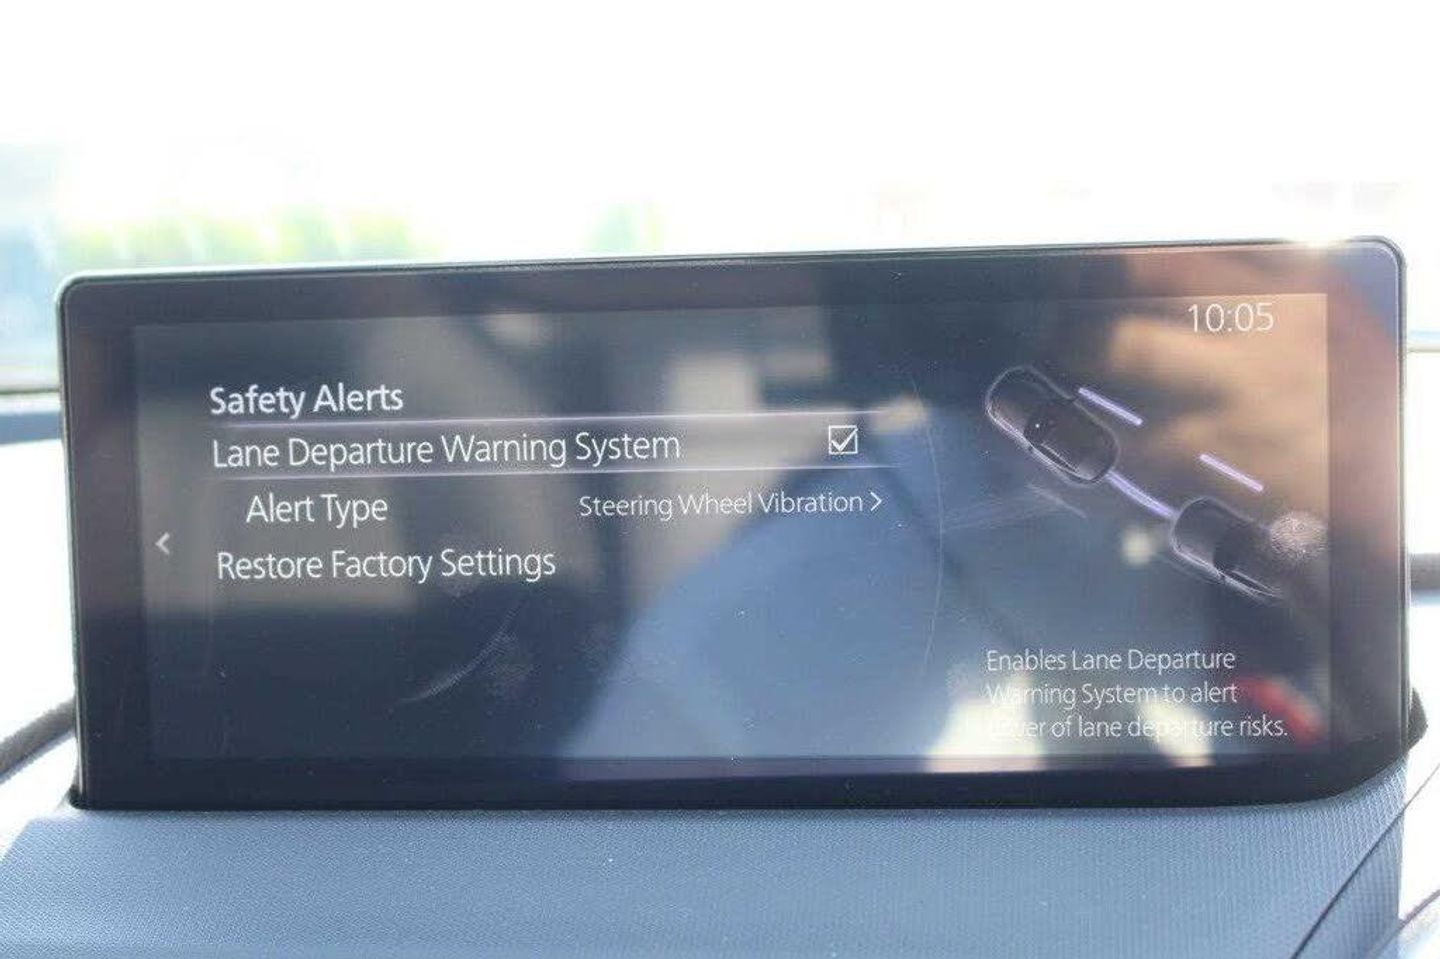 10:05
Safety Alerts
Lane Departure Warning System
Alert Type Steering Wheel Vibration >
Restore Factory Settings
Enables Lane Departure
Warning System to alert
driver of lane departure risks.